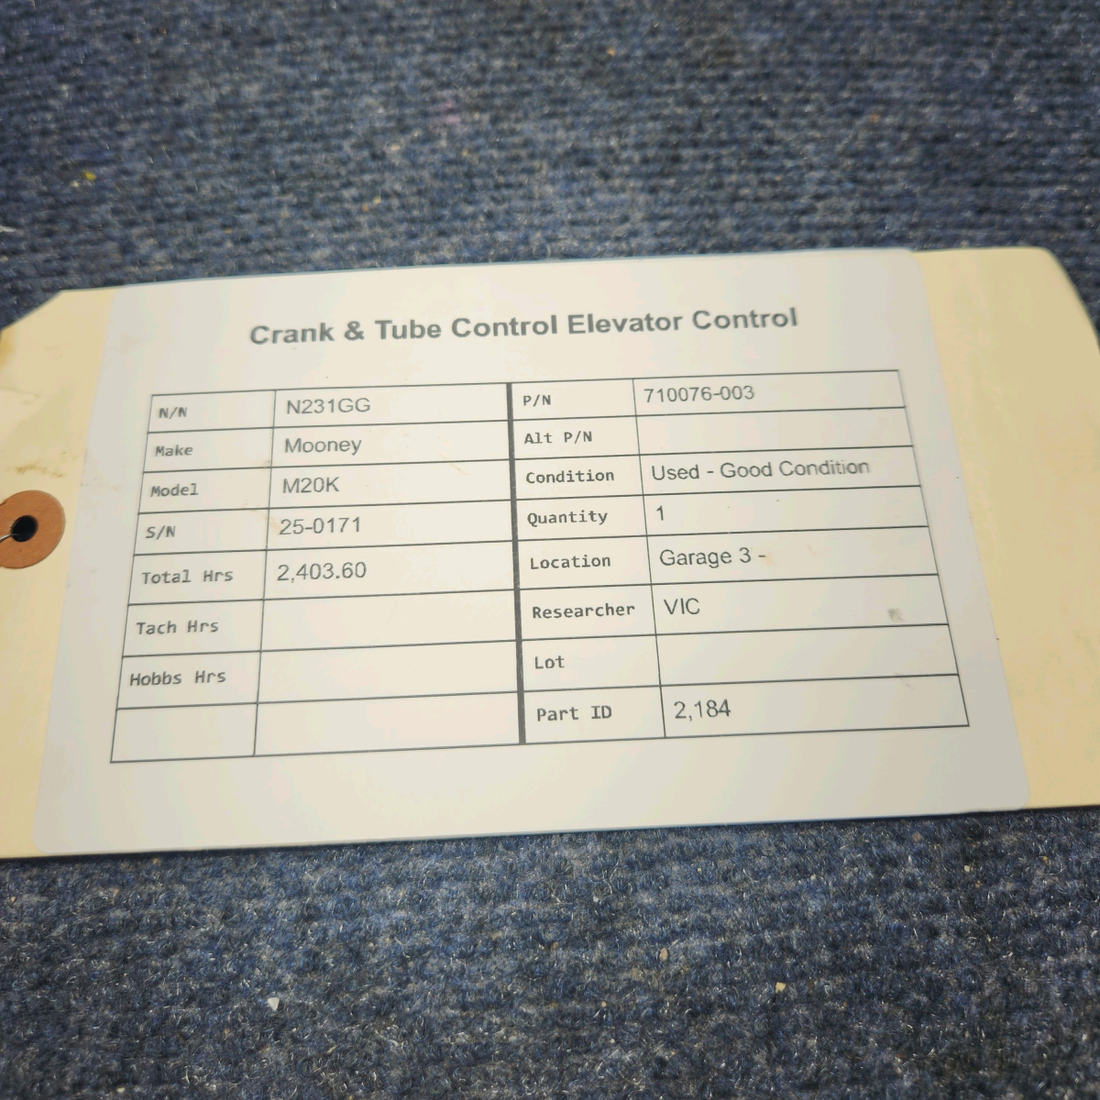 Crank & Tube Control Elevator Control
N/N N231GG P/N 710076-003
Make Mooney Alt P/N
Model M20K Condition Used - Good Condition
S/N 25-0171 Quantity 1
Total Hrs 2,403.60 Location Garage 3 -
Tach Hrs Researcher VIC
Hobbs Hrs Lot
Part ID 2,184